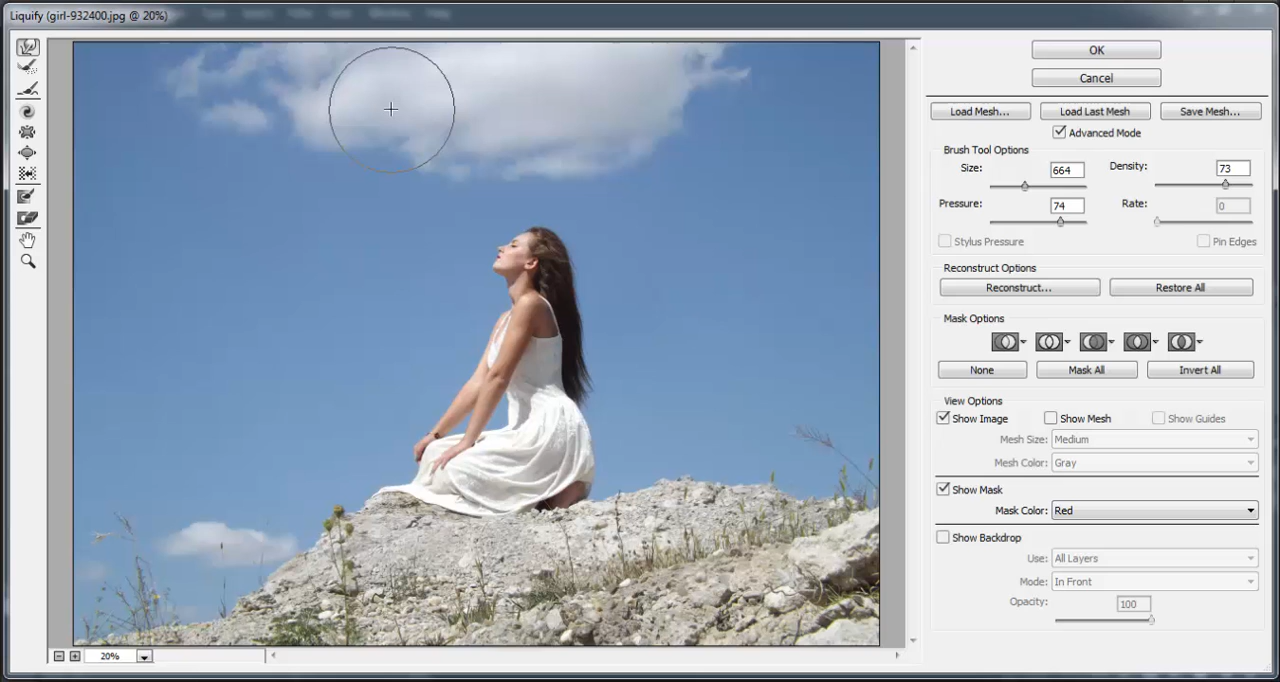 Liquify (girl-932400.jpg @ 20%)
OK
Cancel
Load Mesh... Load Last Mesh Save Mesh...
Advanced Mode
Brush Tool Options
Size: 664 Density: 73
Pressure: 74 Rate: 0
Stylus Pressure Pin Edges
Reconstruct Options
Reconstruct... Restore All
Mask Options
None Mask All Invert All
View Options
Show Image Show Mesh Show Guides
Mesh Size: Medium
Mesh Color: Gray
Show Mask
Mask Color: Red
Show Backdrop
Use: All Layers
Mode: In Front
Opacity: 100
20%